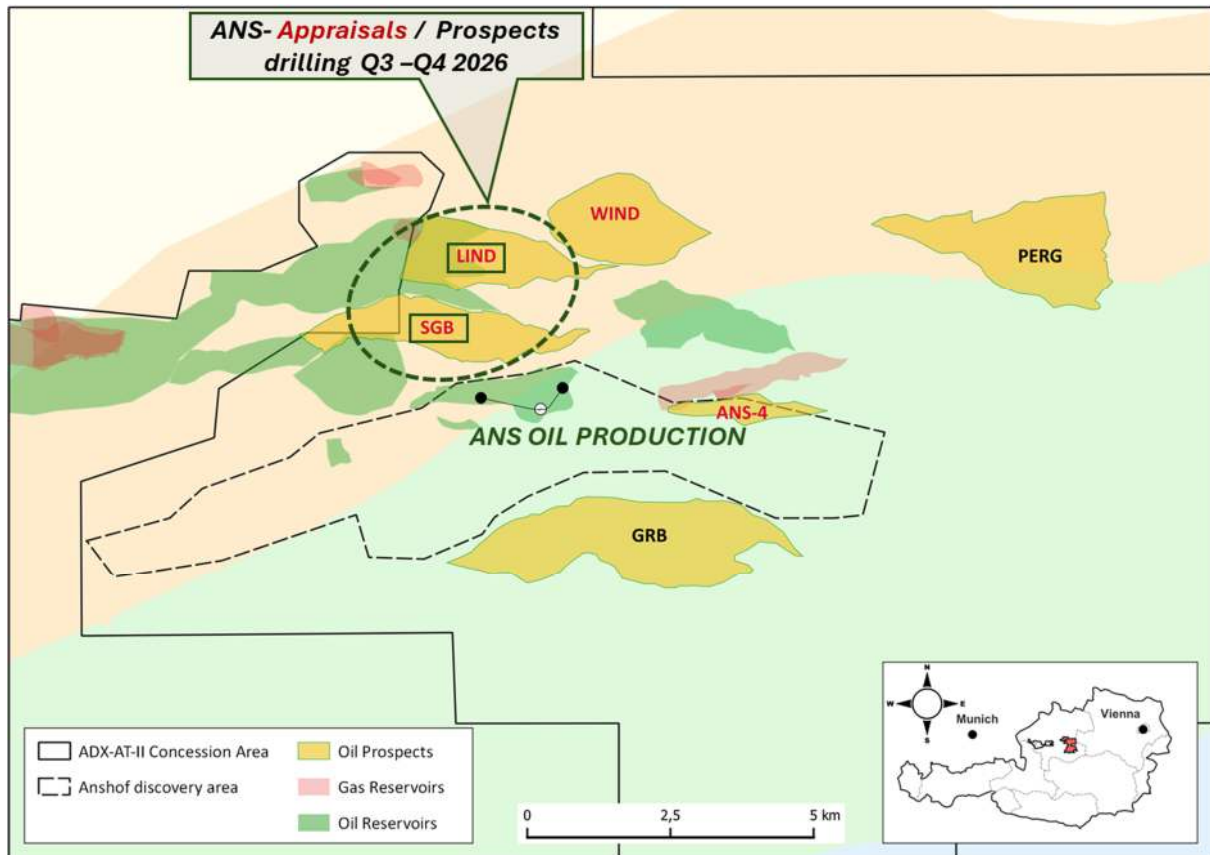 ANS- Appraisals / Prospects
drilling Q3 –Q4 2026
WIND
LIND
PERG
SGB
ANS-4
ANS OIL PRODUCTION
GRB
ADX-AT-II Concession Area
Anshof discovery area
Oil Prospects
Gas Reservoirs
Oil Reservoirs
0
2,5
5 km
N
W
E
S
Munich
Vienna